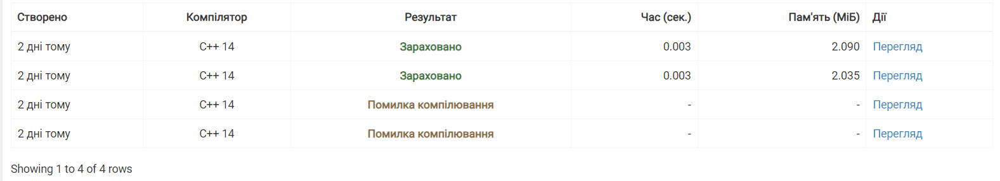 Створено Компілятор Результат Час (сек.) Пам'ять (МіБ) Дії
2 дні тому C++ 14 Зараховано 0.003 2.090 Перегляд
2 дні тому C++ 14 Зараховано 0.003 2.035 Перегляд
2 дні тому C++ 14 Помилка компілювання - - Перегляд
2 дні тому C++ 14 Помилка компілювання - - Перегляд
Showing 1 to 4 of 4 rows